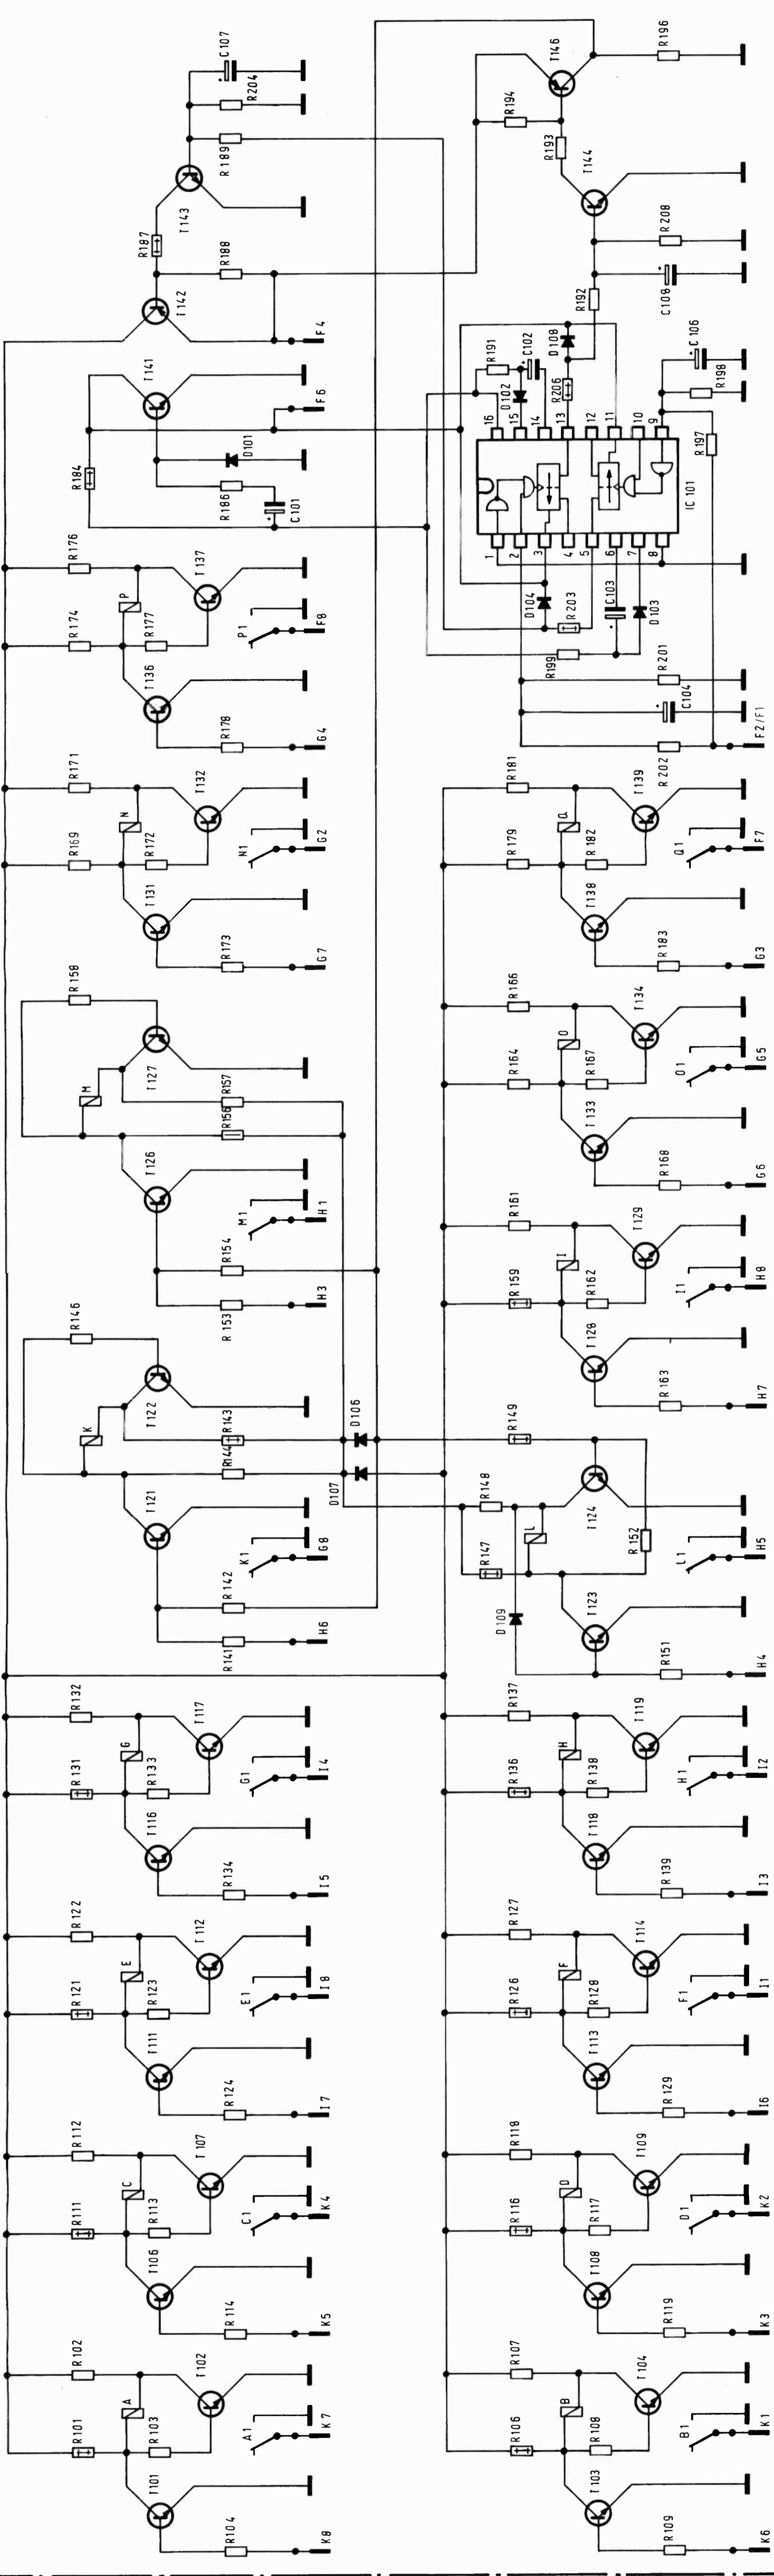 C107
R204
R189
T143
R187
R188
T142
F4
T141
F6
R184
D101
R186
C101
R176
R174
P
T137
R177
P1
F8
T136
R178
G4
R171
R169
N
T132
R172
N1
G2
T131
R173
G7
R158
M
T127
R157
R156
T126
M1
H1
R154
R153
H3
R146
K
T122
R143
D106
R144
D107
T121
K1
G8
R142
R141
H6
R132
R131
G
T117
R133
G1
I4
T116
R134
I5
R122
R121
E
T112
R123
E1
I8
T111
R124
I7
R112
R111
C
T107
R113
C1
K4
T106
R114
K5
R102
R101
A
T102
R103
A1
K7
T101
R104
K8
R196
T146
R194
R193
T144
R208
R192
C108
D108
C106
R191
C102
R206
R198
D102
R197
16
15
14
13
12
11
10
9
IC 101
1
2
3
4
5
6
7
8
D104
R203
C103
D103
R199
R201
C104
R202
F2/F1
R181
R179
Q
T139
R182
Q1
F7
T138
R183
G3
R166
R164
O
T134
R167
O1
G5
T133
R168
G6
R161
R159
I
T129
R162
I1
H8
T128
R163
H7
R149
R148
R147
L
T124
R152
L1
H5
D109
T123
R151
H4
R137
R136
H
T119
R138
H1
I2
T118
R139
I3
R127
R126
F
T114
R128
F1
I1
T113
R129
I6
R118
R116
D
T109
R117
D1
K2
T108
R119
K3
R107
R106
B
T104
R108
B1
K1
T103
R109
K6